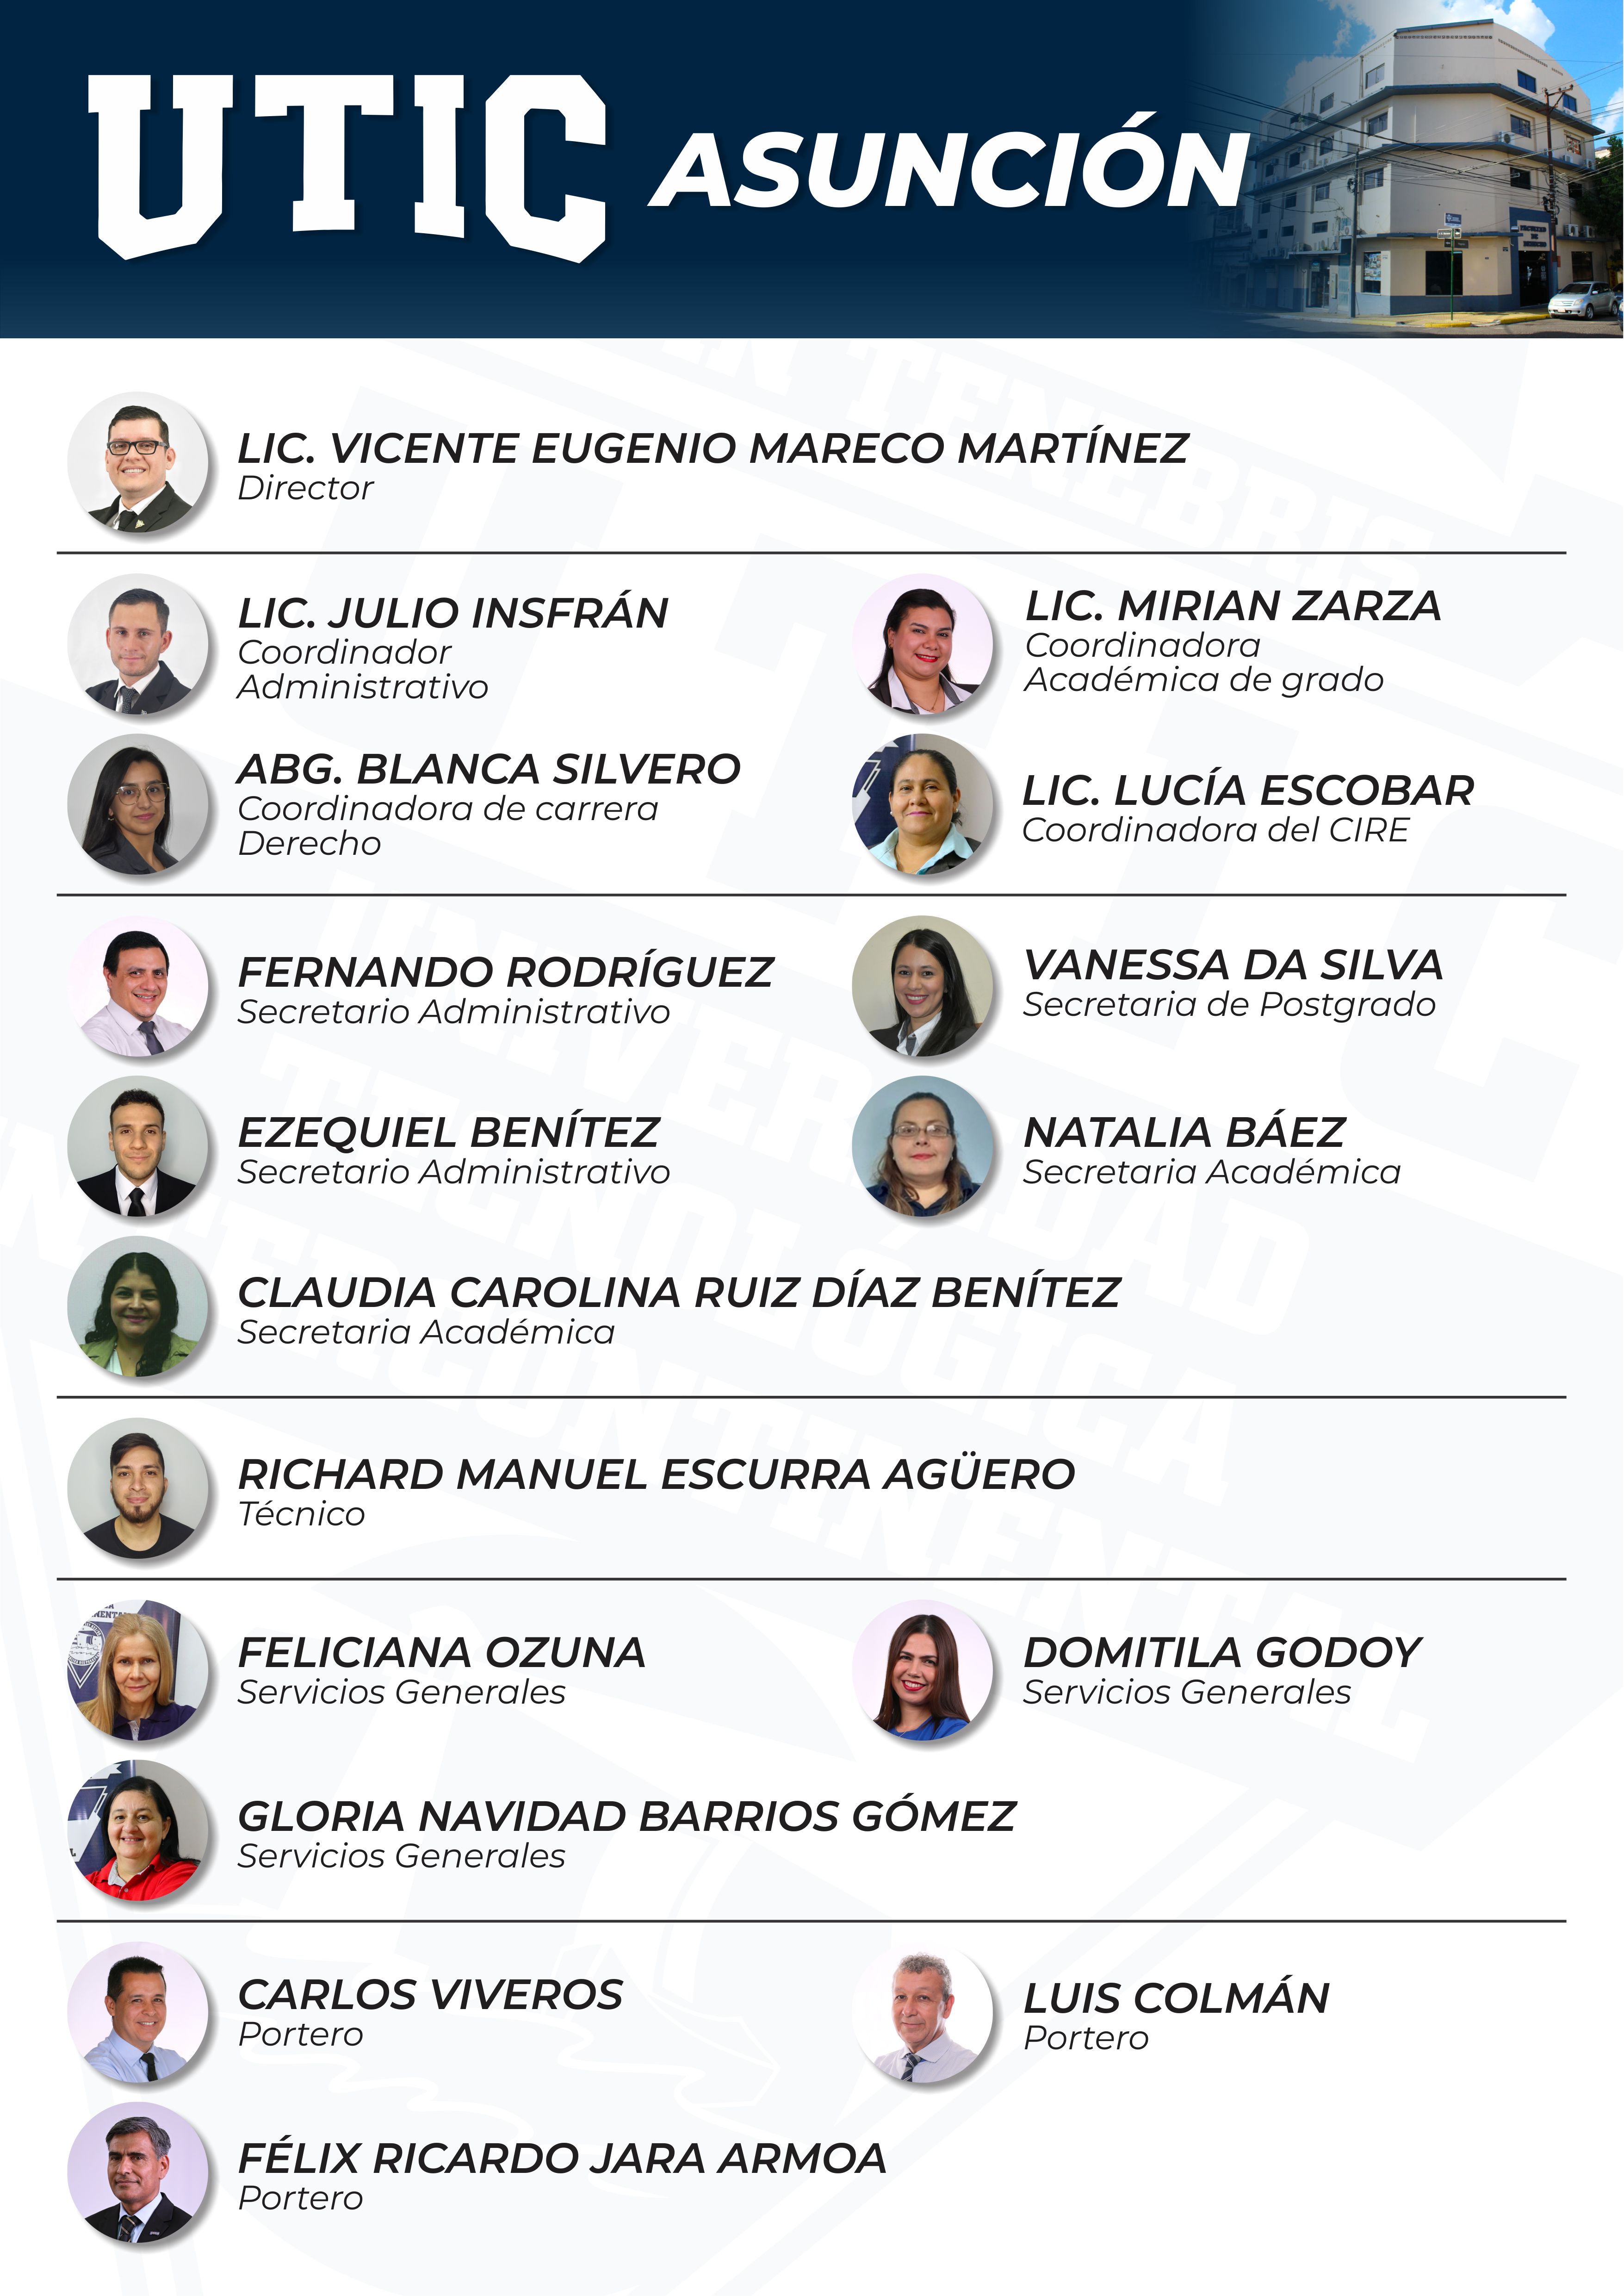 UTIC ASUNCIÓN
LIC. VICENTE EUGENIO MARECO MARTÍNEZ
Director
LIC. JULIO INSFRÁN
Coordinador
Administrativo
LIC. MIRIAN ZARZA
Coordinadora
Académica de grado
ABG. BLANCA SILVERO
Coordinadora de carrera
Derecho
LIC. LUCÍA ESCOBAR
Coordinadora del CIRE
FERNANDO RODRÍGUEZ
Secretario Administrativo
VANESSA DA SILVA
Secretaria de Postgrado
EZEQUIEL BENÍTEZ
Secretario Administrativo
NATALIA BÁEZ
Secretaria Académica
CLAUDIA CAROLINA RUIZ DÍAZ BENÍTEZ
Secretaria Académica
RICHARD MANUEL ESCURRA AGÜERO
Técnico
FELICIANA OZUNA
Servicios Generales
DOMITILA GODOY
Servicios Generales
GLORIA NAVIDAD BARRIOS GÓMEZ
Servicios Generales
CARLOS VIVEROS
Portero
LUIS COLMÁN
Portero
FÉLIX RICARDO JARA ARMOA
Portero